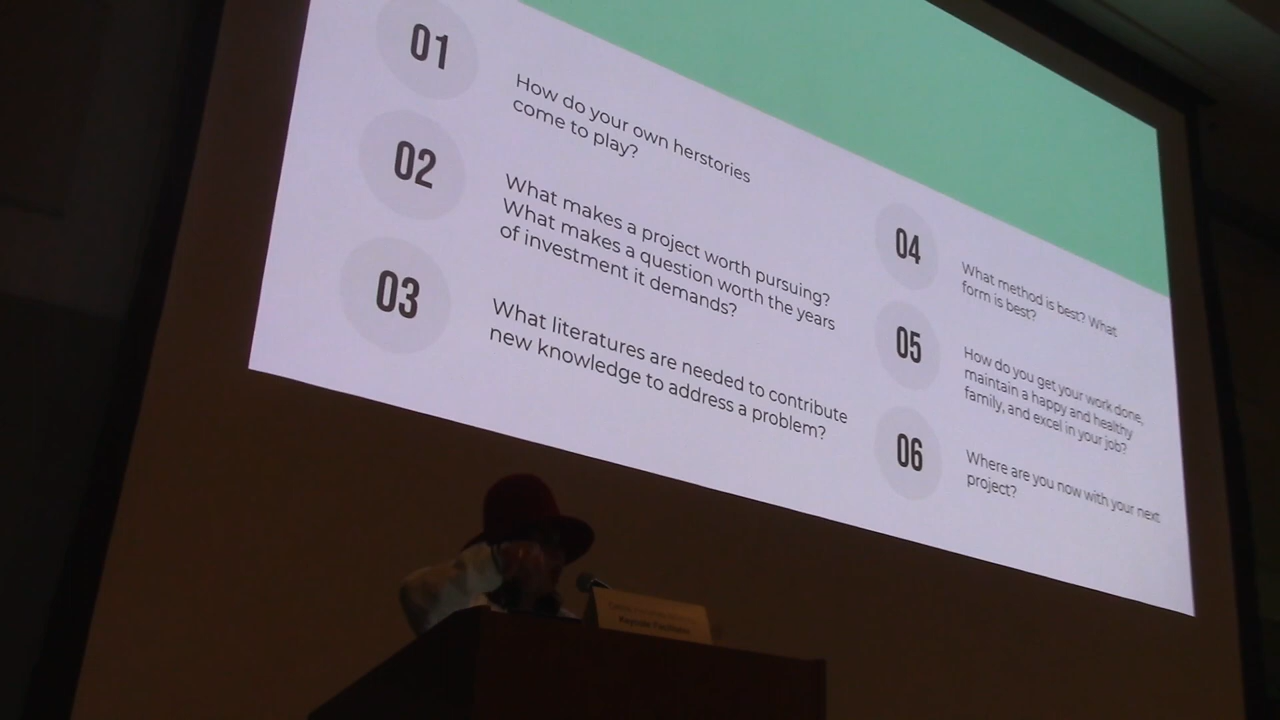 01
How do your own herstories
come to play?
02
What makes a project worth pursuing?
What makes a question worth the years
of investment it demands?
03
What literatures are needed to contribute
new knowledge to address a problem?
04
What method is best? What
form is best?
05
How do you get your work done,
maintain a happy and healthy
family, and excel in your job?
06
Where are you now with your next
project?